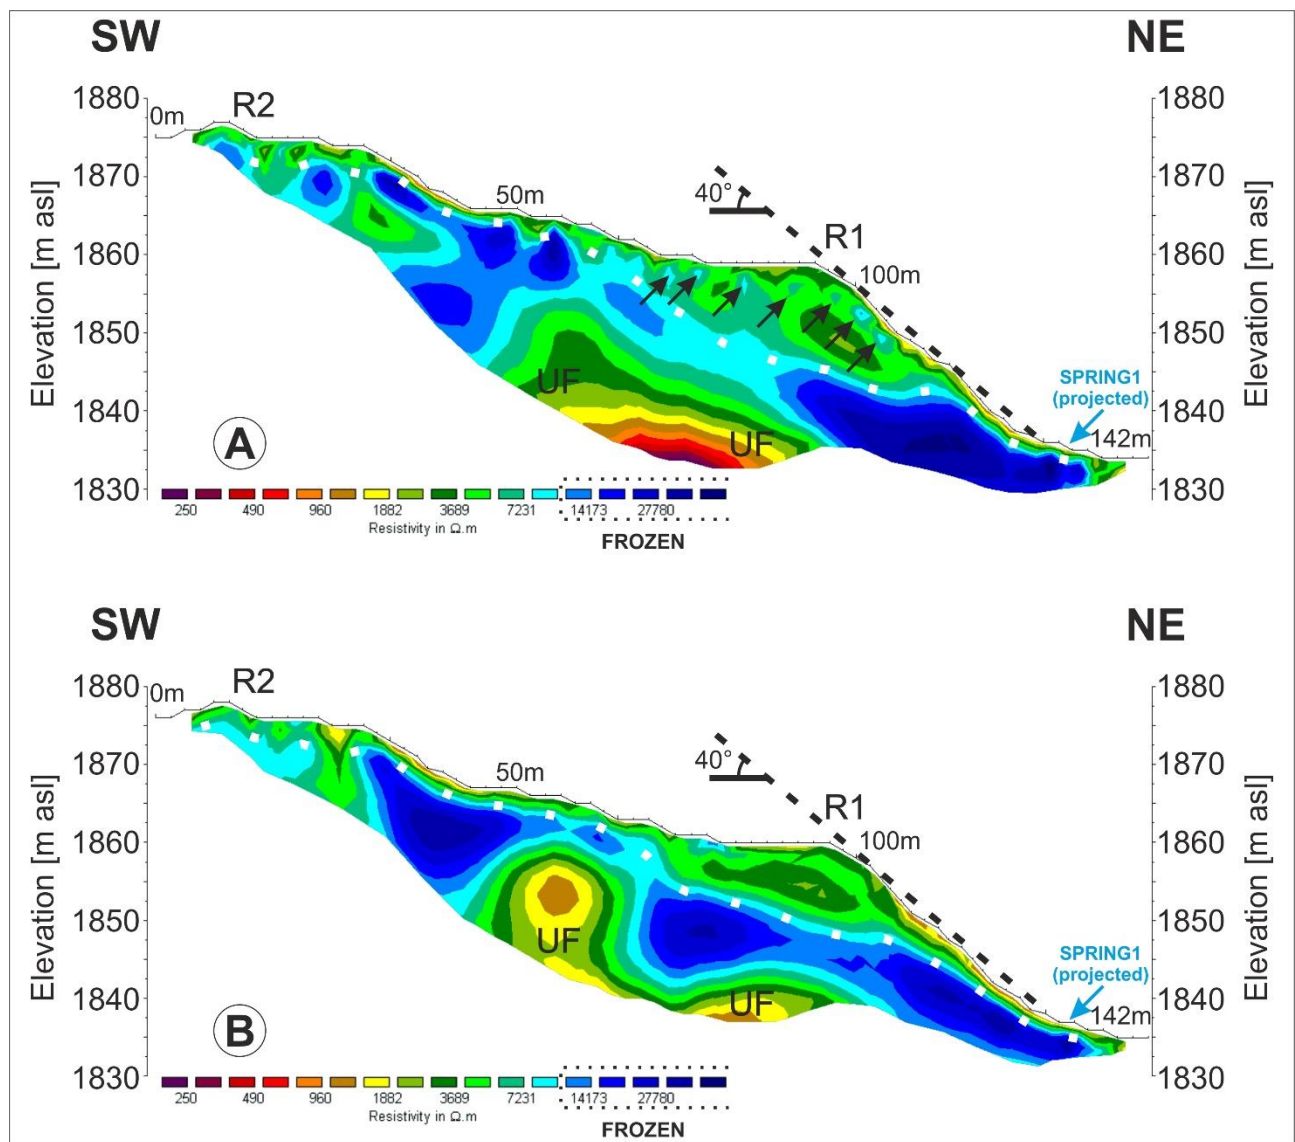 SW NE
1880 1880
0m R2
1870 1870
50m 40°
R1
1860 100m 1860
Elevation [m asl] Elevation [m asl]
1850 1850
SPRING1
(projected)
UF
1840 1840
UF 142m
A
1830 1830
250 490 960 1882 3689 7231 14173 27780
Resistivity in Ω.m
FROZEN
SW NE
1880 1880
0m R2
1870 1870
50m 40°
R1
1860 100m 1860
Elevation [m asl] Elevation [m asl]
1850 1850
UF
SPRING1
(projected)
1840 1840
UF 142m
B
1830 1830
250 490 960 1882 3689 7231 14173 27780
Resistivity in Ω.m
FROZEN